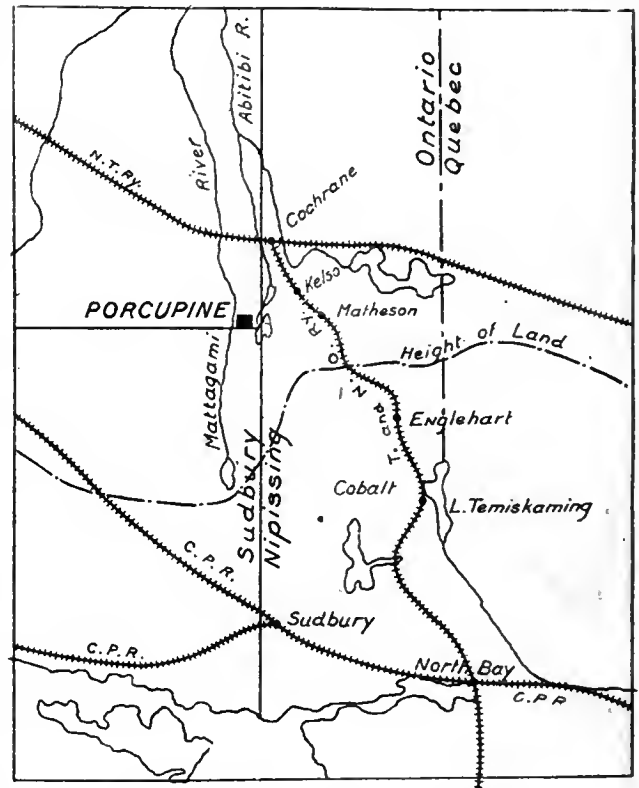 Abitibi R.
Ontario
Quebec
N.T.Ry.
River
Cochrane
Kelso
PORCUPINE
Matheson
Mattagami
Height of Land
T. and N. O. Ry.
Englehart
Sudbury
Nipissing
Cobalt
L. Temiskaming
C.P.R.
Sudbury
C.P.R.
North Bay
C.P.R